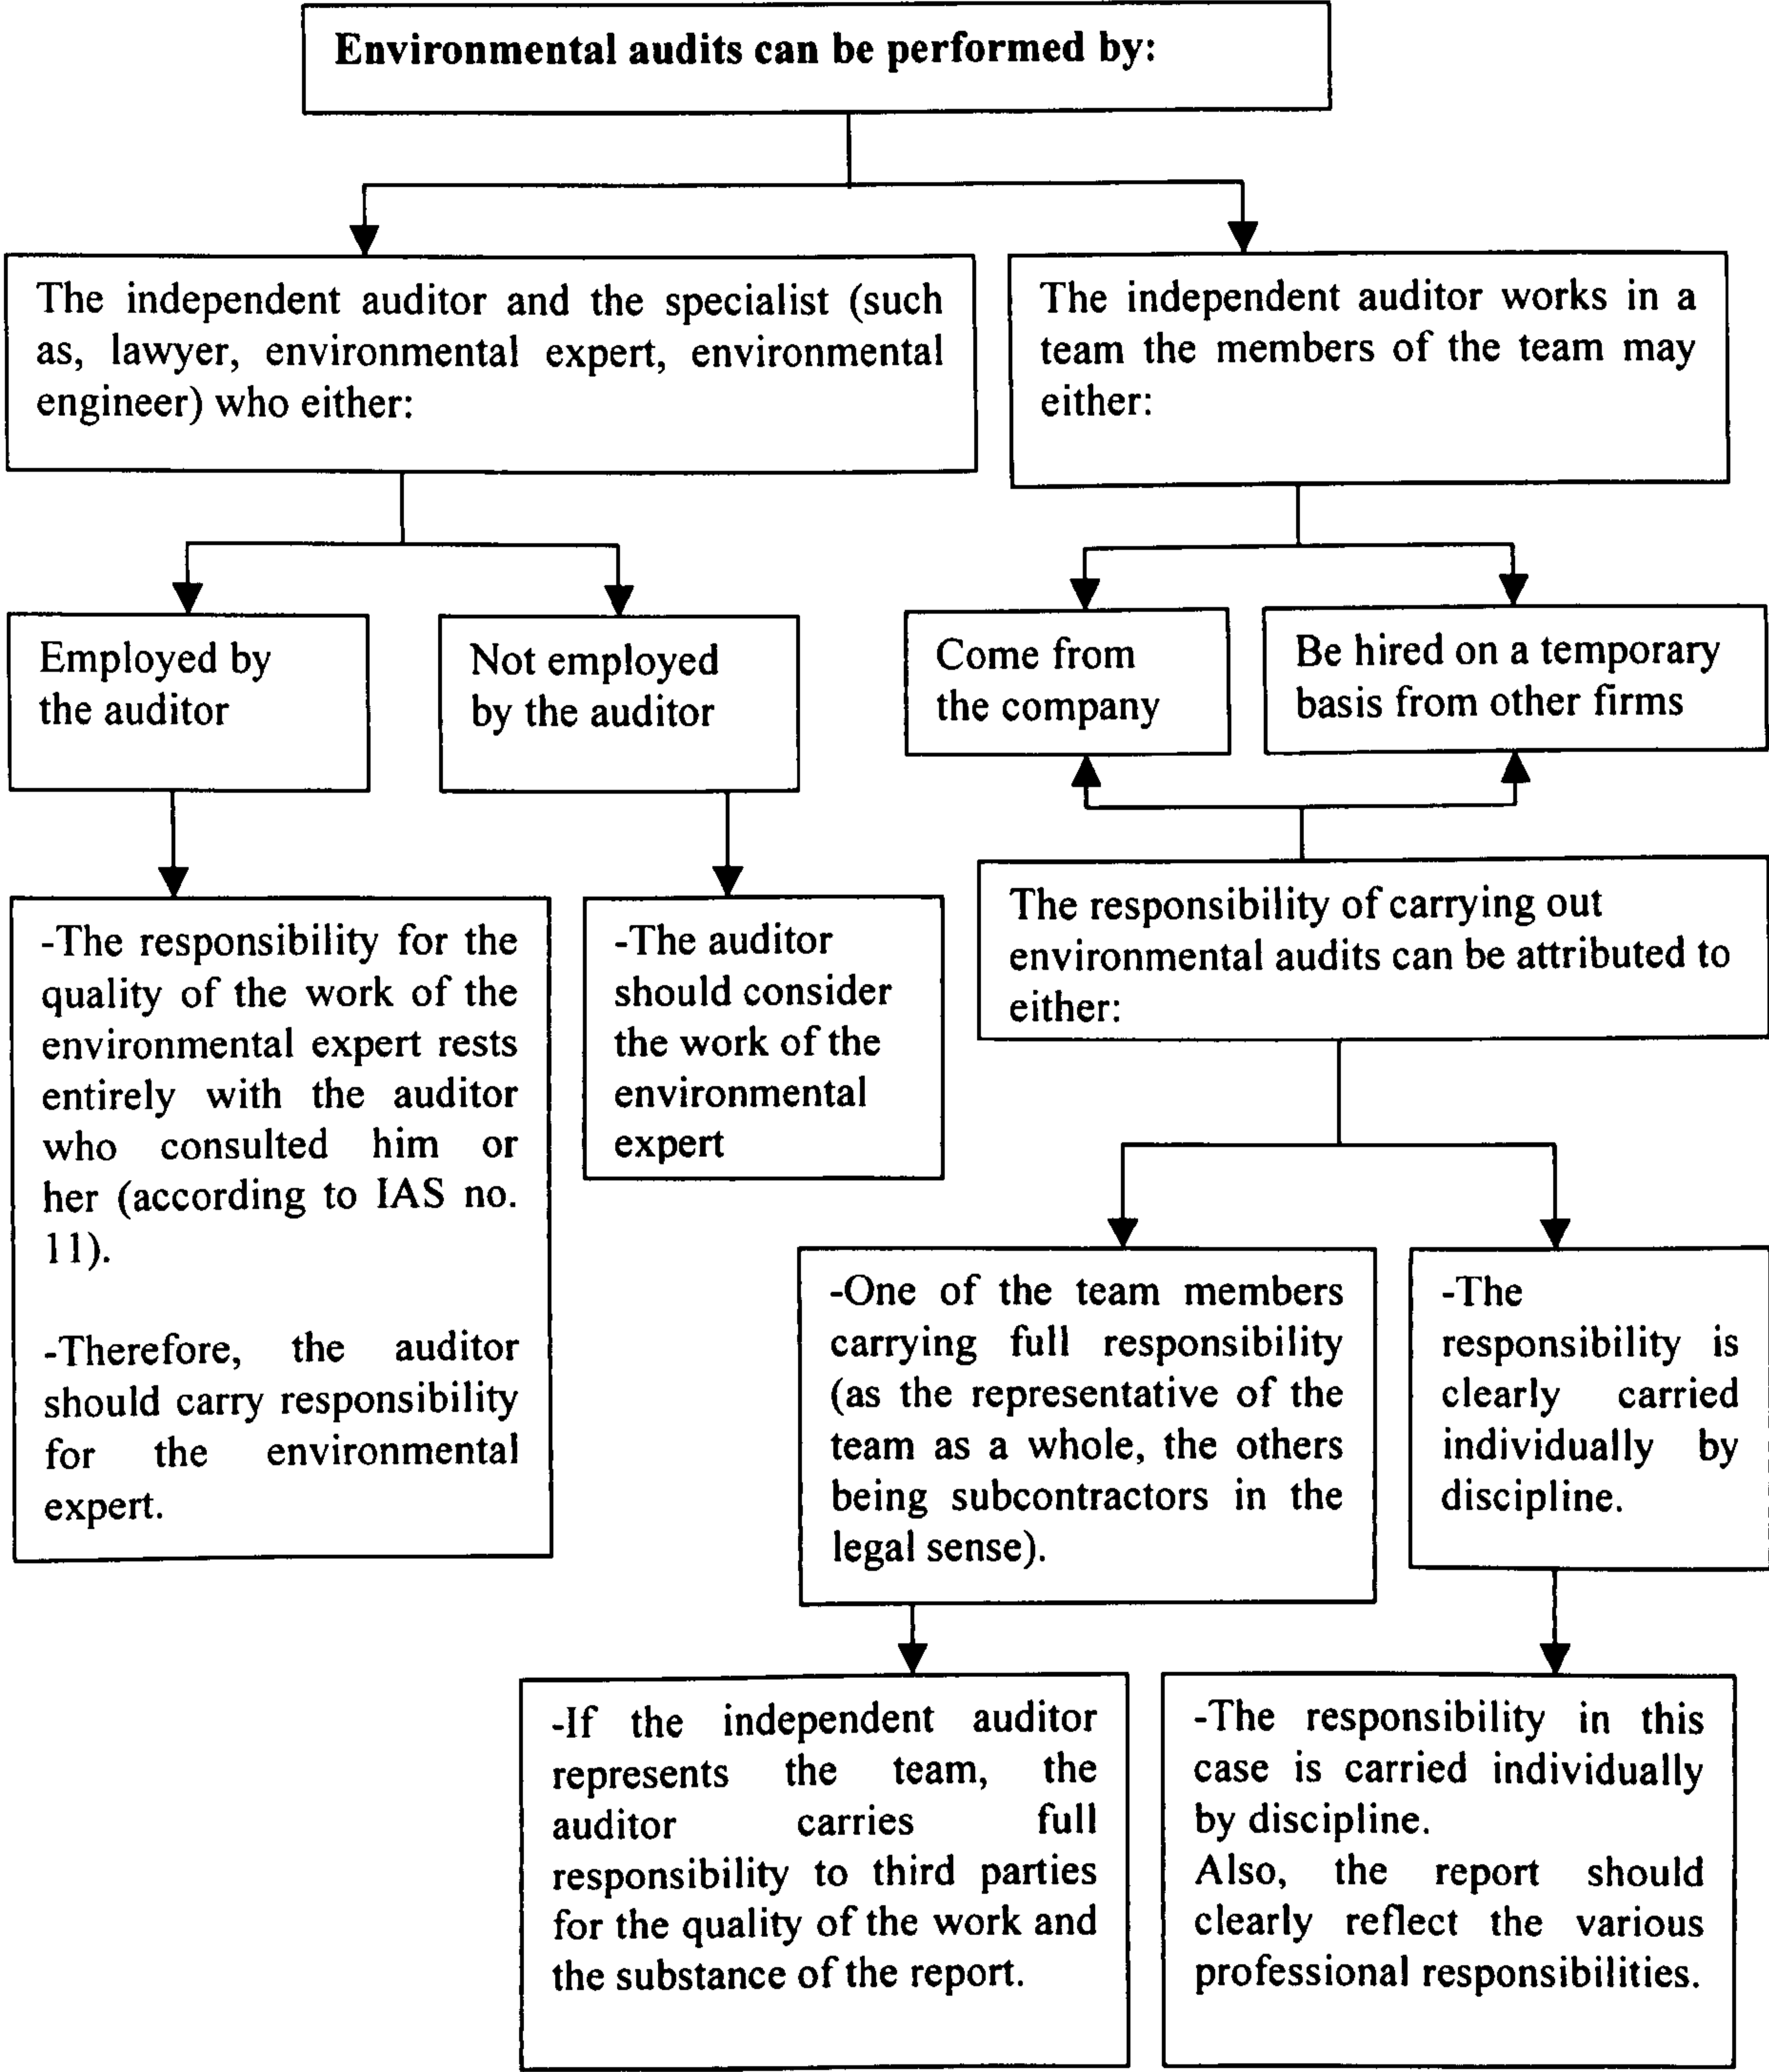 Environmental audits can be performed by:
The independent auditor and the specialist (such
as, lawyer, environmental expert, environmental
engineer) who either:
The independent auditor works in a
team the members of the team may
either:
Employed by
the auditor
Not employed
by the auditor
Come from
the company
Be hired on a temporary
basis from other firms
-The responsibility for the
quality of the work of the
environmental expert rests
entirely with the auditor
who consulted him or
her (according to IAS no.
11).
-Therefore, the auditor
should carry responsibility
for the environmental
expert.
-The auditor
should consider
the work of the
environmental
expert
The responsibility of carrying out
environmental audits can be attributed to
either:
-One of the team members
carrying full responsibility
(as the representative of the
team as a whole, the others
being subcontractors in the
legal sense).
-The
responsibility is
clearly carried
individually by
discipline.
-If the independent auditor
represents the team, the
auditor carries full
responsibility to third parties
for the quality of the work and
the substance of the report.
-The responsibility in this
case is carried individually
by discipline.
Also, the report should
clearly reflect the various
professional responsibilities.